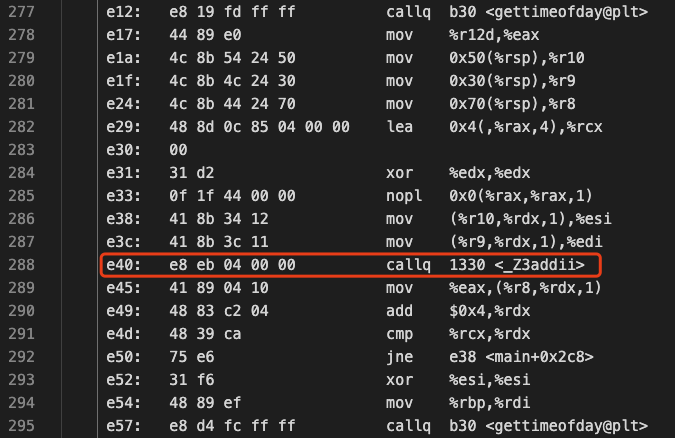 277 e12: e8 19 fd ff ff callq b30 <gettimeofday@plt>
278 e17: 44 89 e0 mov %r12d,%eax
279 e1a: 4c 8b 54 24 50 mov 0x50(%rsp),%r10
280 e1f: 4c 8b 4c 24 30 mov 0x30(%rsp),%r9
281 e24: 4c 8b 44 24 70 mov 0x70(%rsp),%r8
282 e29: 48 8d 0c 85 04 00 00 lea 0x4(,%rax,4),%rcx
283 e30: 00
284 e31: 31 d2 xor %edx,%edx
285 e33: 0f 1f 44 00 00 nopl 0x0(%rax,%rax,1)
286 e38: 41 8b 34 12 mov (%r10,%rdx,1),%esi
287 e3c: 41 8b 3c 11 mov (%r9,%rdx,1),%edi
288 e40: e8 eb 04 00 00 callq 1330 <_Z3addii>
289 e45: 41 89 04 10 mov %eax,(%r8,%rdx,1)
290 e49: 48 83 c2 04 add $0x4,%rdx
291 e4d: 48 39 ca cmp %rcx,%rdx
292 e50: 75 e6 jne e38 <main+0x2c8>
293 e52: 31 f6 xor %esi,%esi
294 e54: 48 89 ef mov %rbp,%rdi
295 e57: e8 d4 fc ff ff callq b30 <gettimeofday@plt>